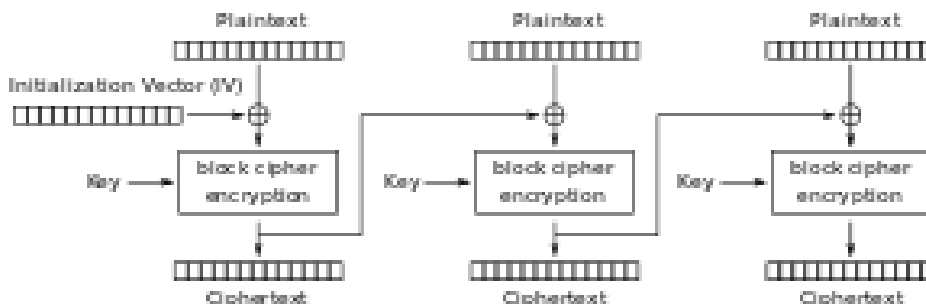 Plaintext
Plaintext
Plaintext
Initialization Vector (IV)
Key
block cipher
encryption
Key
block cipher
encryption
Key
block cipher
encryption
Ciphertext
Ciphertext
Ciphertext